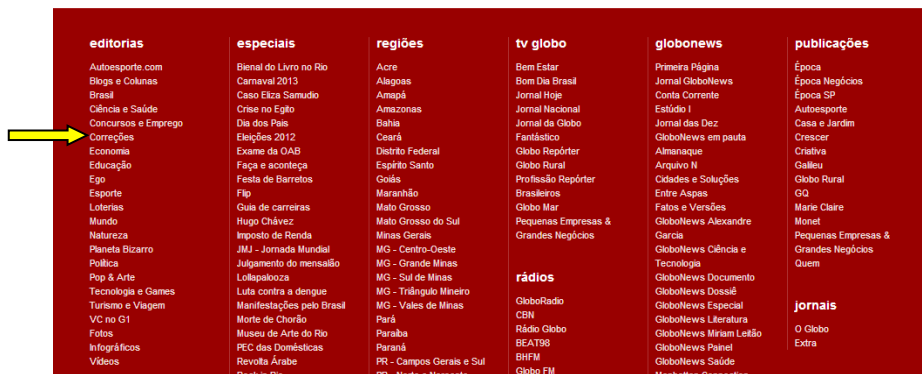 editorias
Autoesporte.com
Blogs e Colunas
Brasil
Ciência e Saúde
Concursos e Emprego
Correções
Economia
Educação
Ego
Esporte
Loterias
Mundo
Natureza
Planeta Bizarro
Política
Pop & Arte
Tecnologia e Games
Turismo e Viagem
VC no G1
Fotos
Infográficos
Vídeos
especiais
Bienal do Livro no Rio
Carnaval 2013
Caso Eliza Samudio
Crise no Egito
Dia dos Pais
Eleições 2012
Exame da OAB
Faça e aconteça
Festa de Barretos
Flip
Guia de carreiras
Hugo Chávez
Imposto de Renda
JMJ - Jornada Mundial
Julgamento do mensalão
Lollapalooza
Luta contra a dengue
Manifestações pelo Brasil
Morte de Chorão
Museu de Arte do Rio
PEC das Domésticas
Revolta Árabe
regiões
Acre
Alagoas
Amapá
Amazonas
Bahia
Ceará
Distrito Federal
Espírito Santo
Goiás
Maranhão
Mato Grosso
Mato Grosso do Sul
Minas Gerais
MG - Centro-Oeste
MG - Grande Minas
MG - Sul de Minas
MG - Triângulo Mineiro
MG - Vales de Minas
Pará
Paraíba
Paraná
PR - Campos Gerais e Sul
tv globo
Bem Estar
Bom Dia Brasil
Jornal Hoje
Jornal Nacional
Jornal da Globo
Fantástico
Globo Repórter
Globo Rural
Profissão Repórter
Brasileiros
Globo Mar
Pequenas Empresas &
Grandes Negócios
rádios
GloboRadio
CBN
Rádio Globo
BEAT98
BHFM
Globo FM
globonews
Primeira Página
Jornal GloboNews
Conta Corrente
Estúdio I
Jornal das Dez
GloboNews em pauta
Almanaque
Arquivo N
Cidades e Soluções
Entre Aspas
Fatos e Versões
GloboNews Alexandre
Garcia
GloboNews Ciência e
Tecnologia
GloboNews Documento
GloboNews Dossiê
GloboNews Especial
GloboNews Literatura
GloboNews Miriam Leitão
GloboNews Painel
GloboNews Saúde
publicações
Época
Época Negócios
Época SP
Autoesporte
Casa e Jardim
Crescer
Criativa
Galileu
Globo Rural
GQ
Marie Claire
Monet
Pequenas Empresas &
Grandes Negócios
Quem
jornais
O Globo
Extra